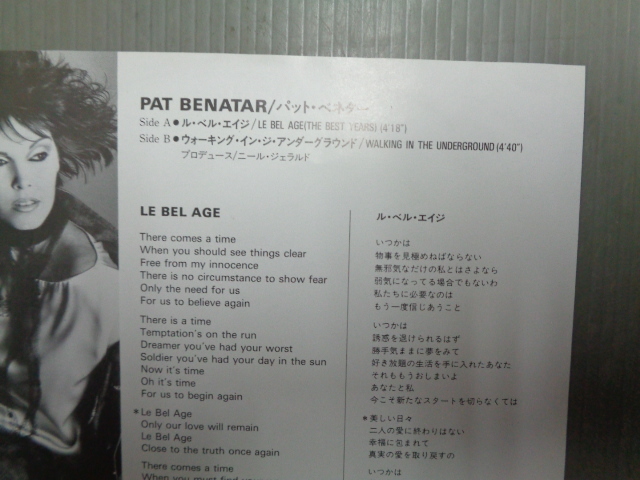 PAT BENATAR/パット・ベネター
Side A●ル・ベル・エイジ/LE BEL AGE(THE BEST YEARS) (4'18")
Side B●ウォーキング・イン・ジ・アンダーグラウンド/WALKING IN THE UNDERGROUND(4'40")
プロデュース/ニール・ジェラルド
LE BEL AGE
There comes a time
When you should see things clear
Free from my innocence
There is no circumstance to show fear
Only the need for us
For us to believe again
There is a time
Temptation's on the run
Dreamer you've had your worst
Soldier you've had your day in the sun
Now it's time
Oh it's time
For us to begin again
*Le Bel Age
Only our love will remain
Le Bel Age
Close to the truth once again
There comes a time
When you must find
ル・ベル・エイジ
いつかは
物事を見極めねばならない
無邪気なだけの私とはさよなら
弱気になってる場合でもないわ
私たちに必要なのは
もう一度信じあうこと
いつかは
誘惑を退けられるはず
勝手気ままに夢をみて
好き放題の生活を手に入れたあなた
それももうおしまいよ
あなたと私
今こそ新たなスタートを切らなくては
*美しい日々
二人の愛に終わりはない
幸福に包まれて
真実の愛を取り戻すの
いつかは